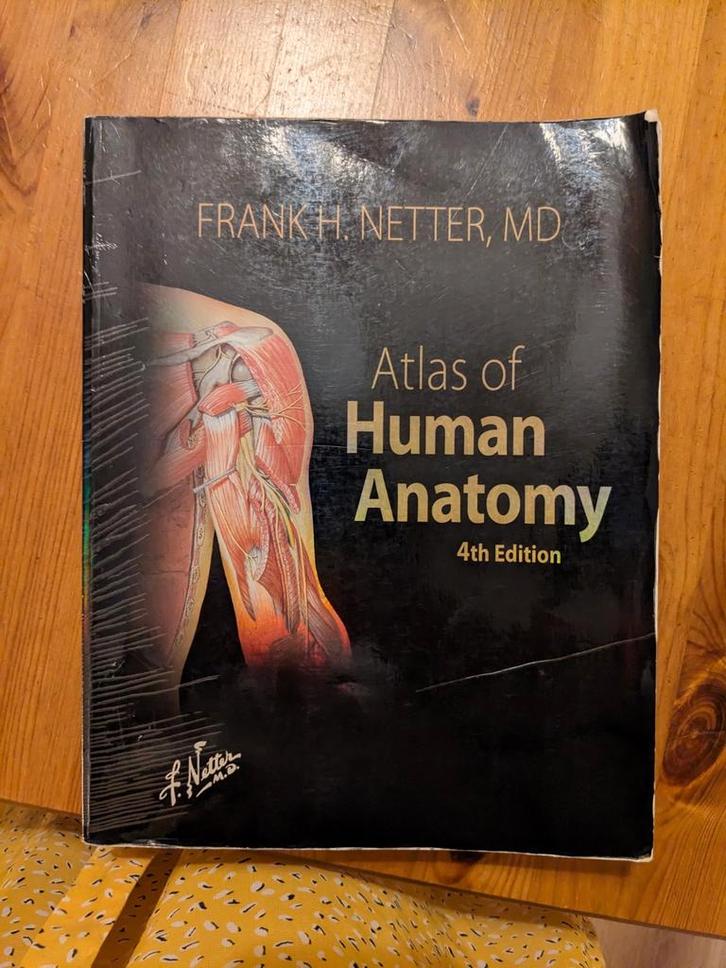 FRANK H. NETTER, MD
Atlas of
Human
Anatomy
4th Edition
F. Netter
M.D.